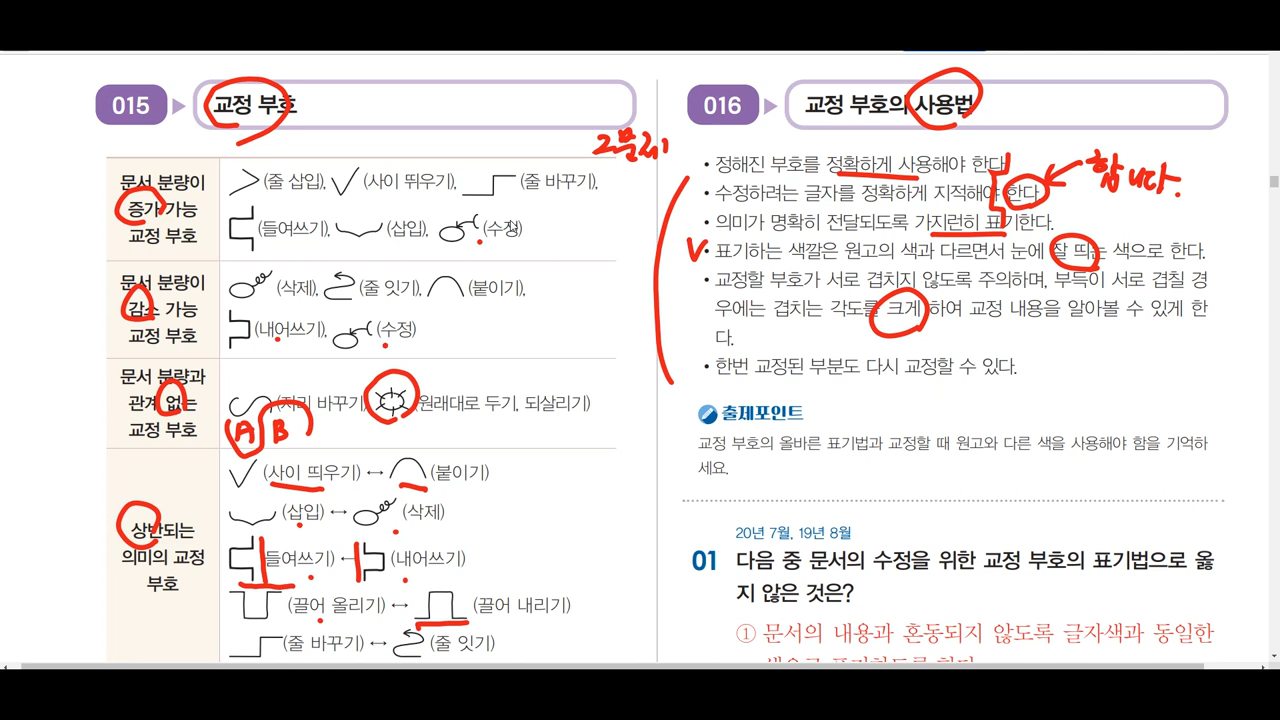 015 교정 부호
문서 분량이
증가 가능
교정 부호
(줄 삽입), (사이 띄우기), (줄 바꾸기),
(들여쓰기), (삽입), (수정)
문서 분량이
감소 가능
교정 부호
(삭제), (줄 잇기), (붙이기),
(내어쓰기), (수정)
문서 분량과
관계 없는
교정 부호
(자리 바꾸기), (원래대로 두기, 되살리기)
A B
상반되는
의미의 교정
부호
(사이 띄우기) ↔ (붙이기)
(삽입) ↔ (삭제)
(들여쓰기) ↔ (내어쓰기)
(끌어 올리기) ↔ (끌어 내리기)
(줄 바꾸기) ↔ (줄 잇기)
016 교정 부호의 사용법
• 정해진 부호를 정확하게 사용해야 한다.
• 수정하려는 글자를 정확하게 지적해야 한다.
합니다.
• 의미가 명확히 전달되도록 가지런히 표기한다.
• 표기하는 색깔은 원고의 색과 다르면서 눈에 잘 띄는 색으로 한다.
• 교정할 부호가 서로 겹치지 않도록 주의하며, 부득이 서로 겹칠 경
우에는 겹치는 각도를 크게 하여 교정 내용을 알아볼 수 있게 한
다.
• 한번 교정된 부분도 다시 교정할 수 있다.
출제포인트
교정 부호의 올바른 표기법과 교정할 때 원고와 다른 색을 사용해야 함을 기억하
세요.
20년 7월, 19년 8월
01 다음 중 문서의 수정을 위한 교정 부호의 표기법으로 옳
지 않은 것은?
① 문서의 내용과 혼동되지 않도록 글자색과 동일한